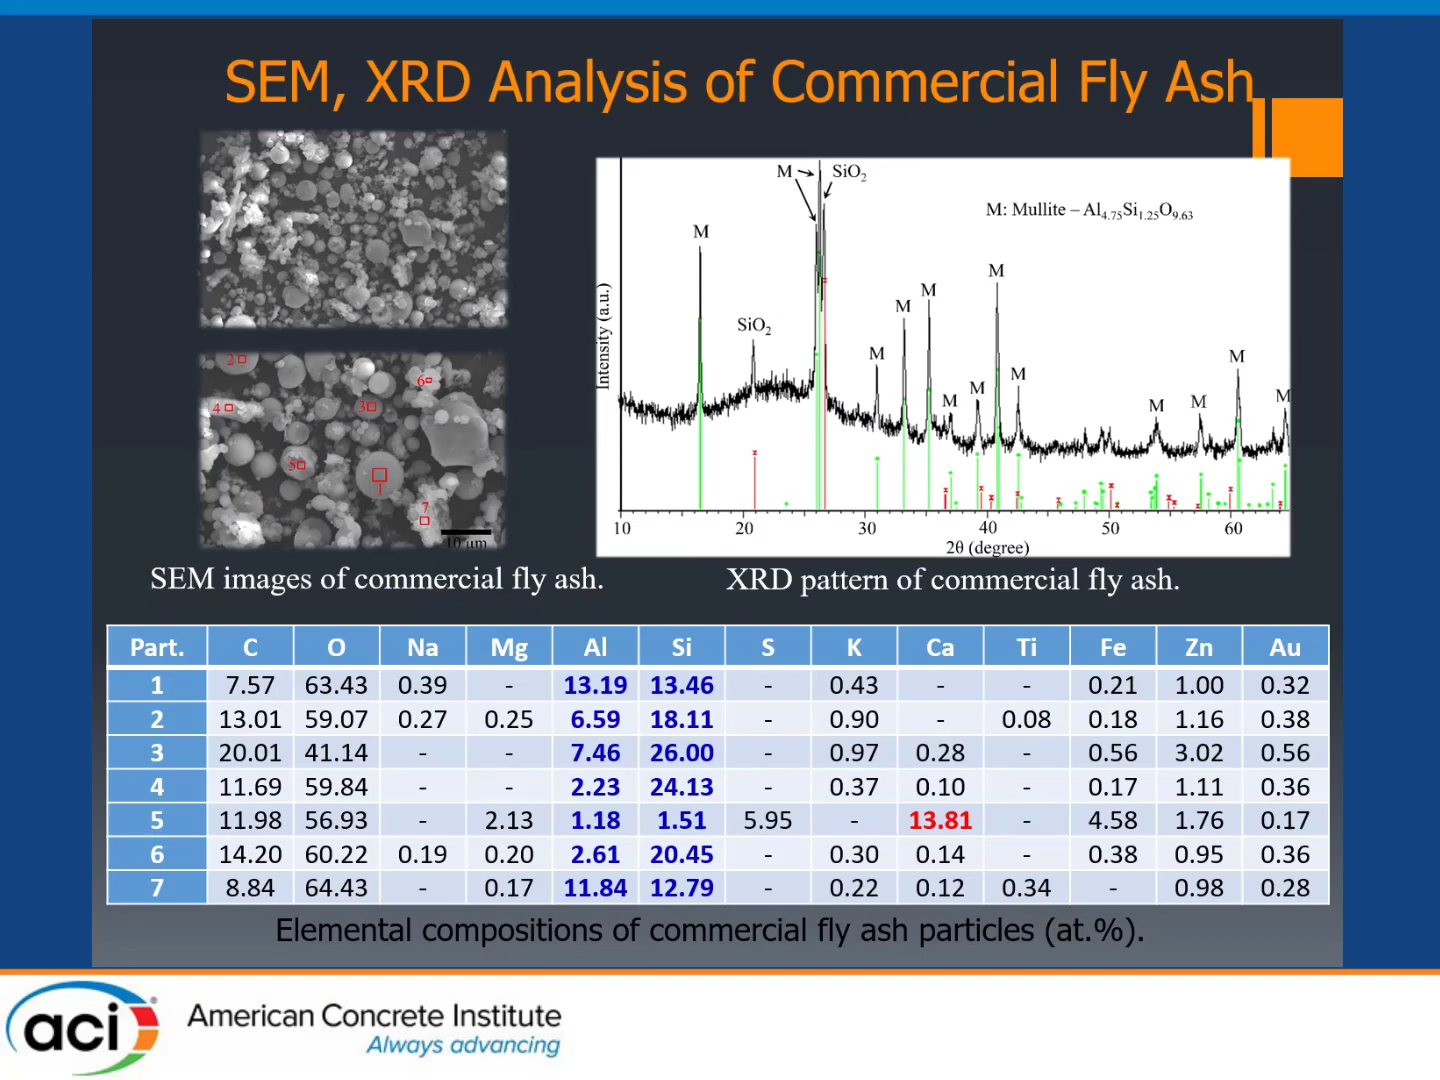 SEM, XRD Analysis of Commercial Fly Ash
2
6
4
3
5
1
7
10 μm
SEM images of commercial fly ash.
Intensity (a.u.)
M
SiO₂
M
SiO₂
M: Mullite – Al₄.₇₅Si₁.₂₅O₉.₆₃
M
M
M
M
M
M
M
M
M
M
M
10 20 30 40 50 60
2θ (degree)
XRD pattern of commercial fly ash.
Part. C O Na Mg Al Si S K Ca Ti Fe Zn Au
1 7.57 63.43 0.39 - 13.19 13.46 - 0.43 - - 0.21 1.00 0.32
2 13.01 59.07 0.27 0.25 6.59 18.11 - 0.90 - 0.08 0.18 1.16 0.38
3 20.01 41.14 - - 7.46 26.00 - 0.97 0.28 - 0.56 3.02 0.56
4 11.69 59.84 - - 2.23 24.13 - 0.37 0.10 - 0.17 1.11 0.36
5 11.98 56.93 - 2.13 1.18 1.51 5.95 - 13.81 - 4.58 1.76 0.17
6 14.20 60.22 0.19 0.20 2.61 20.45 - 0.30 0.14 - 0.38 0.95 0.36
7 8.84 64.43 - 0.17 11.84 12.79 - 0.22 0.12 0.34 - 0.98 0.28
Elemental compositions of commercial fly ash particles (at.%).
aci®
American Concrete Institute
Always advancing